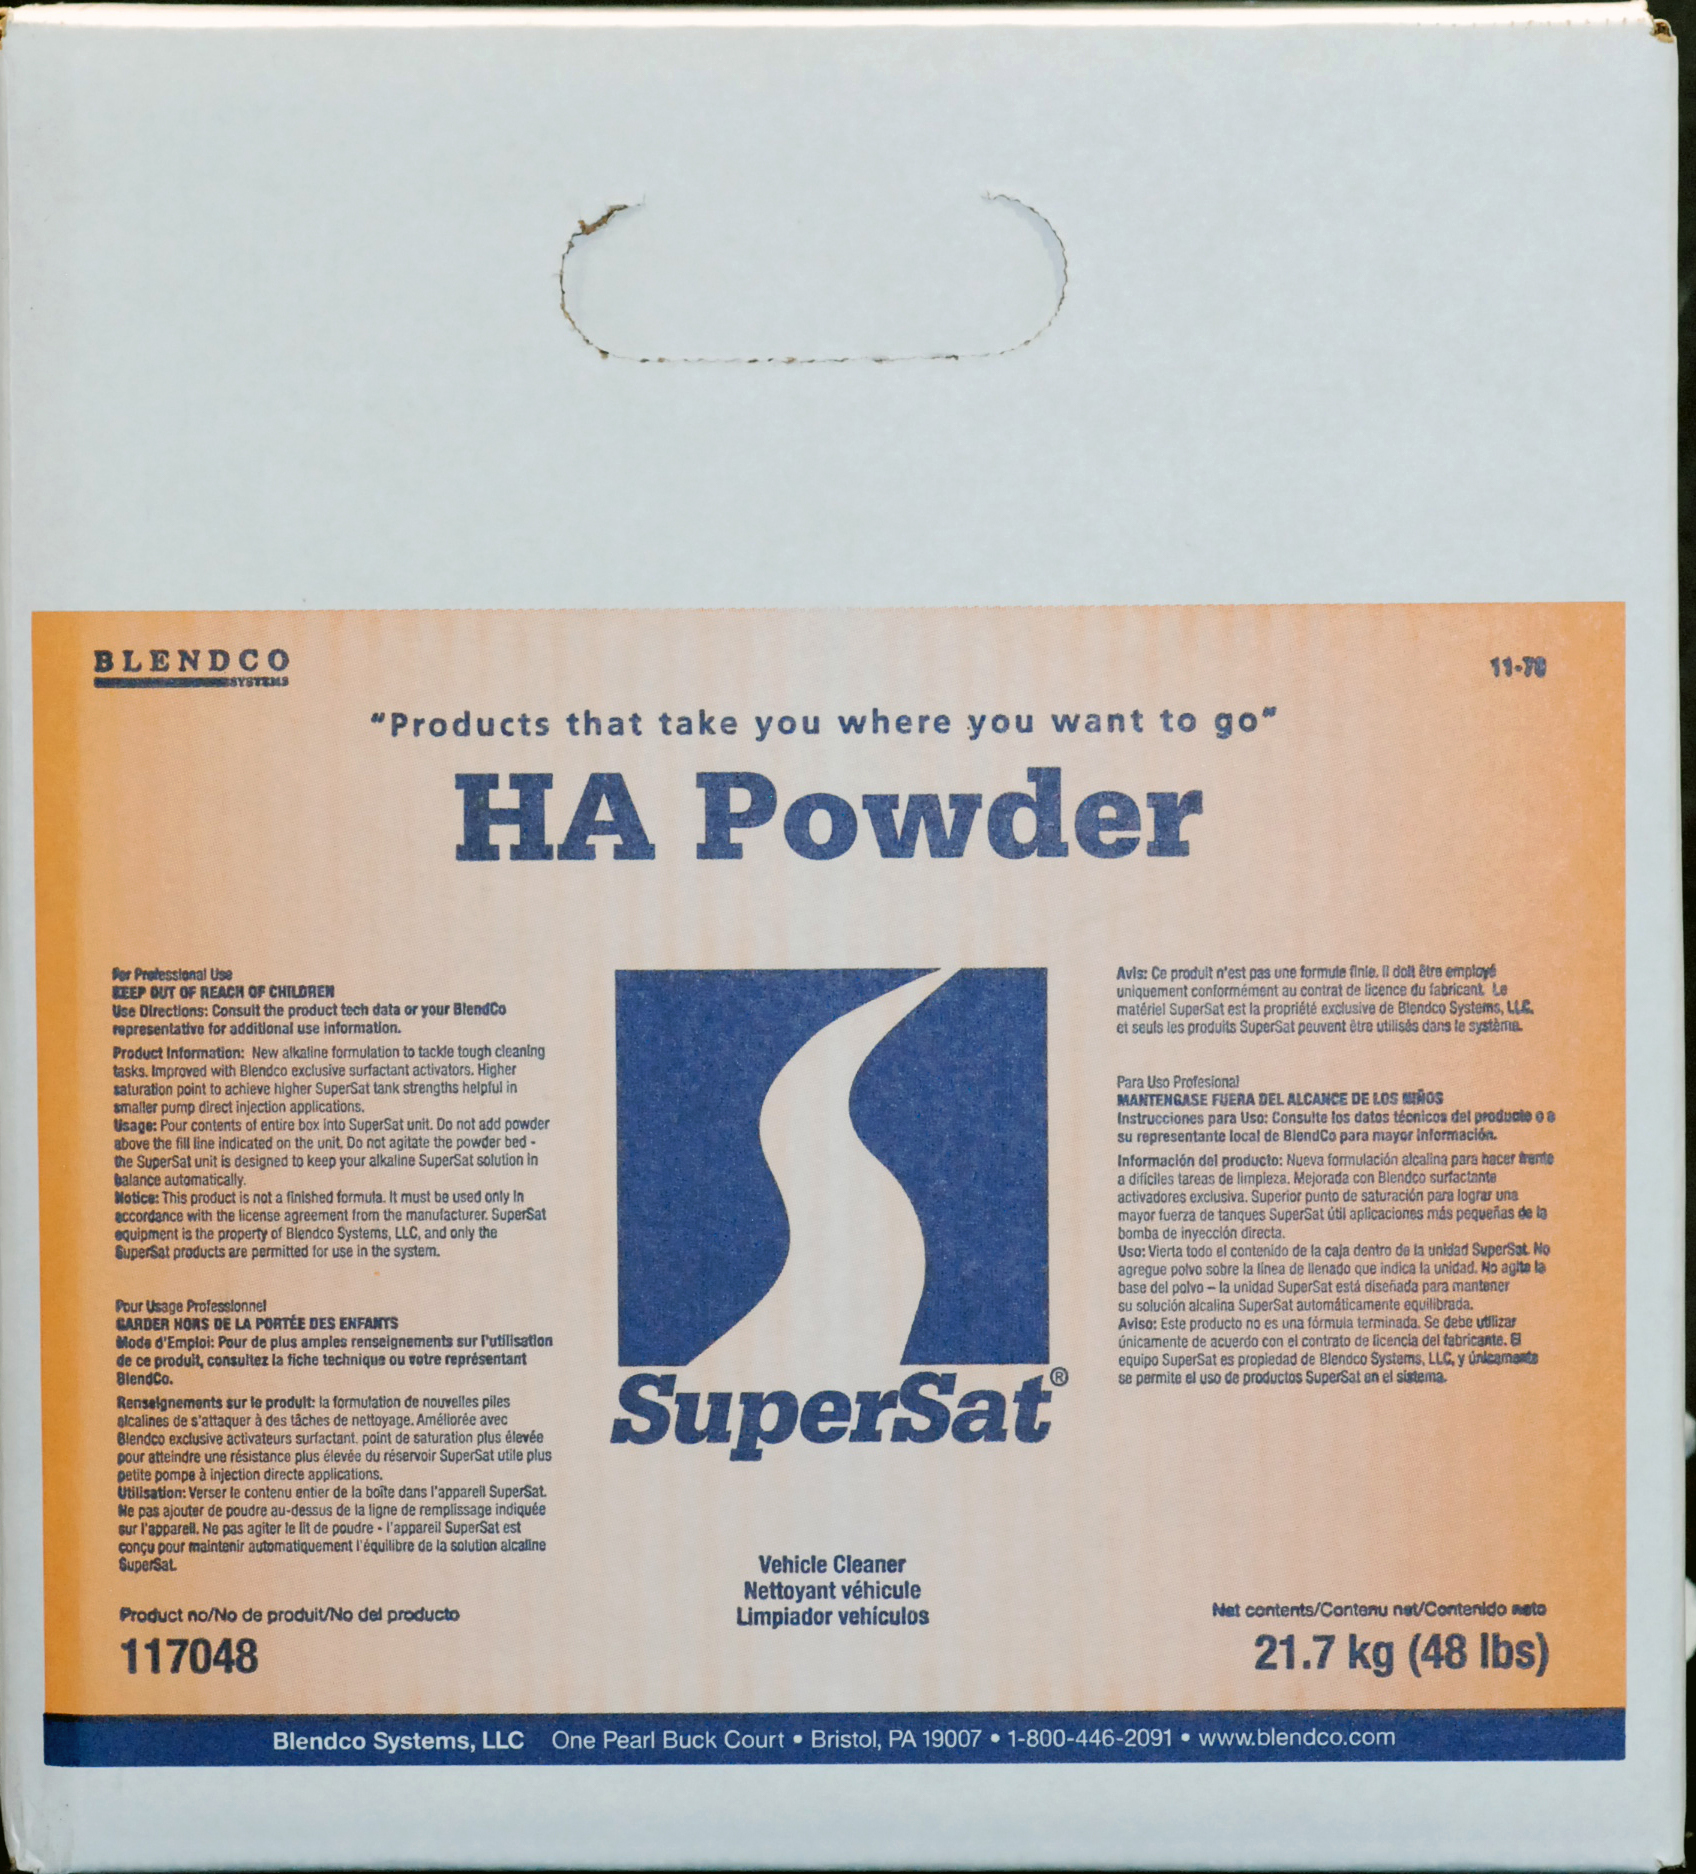 BLENDCO
SYSTEMS
"Products that take you where you want to go"
HA Powder
For Professional Use
KEEP OUT OF REACH OF CHILDREN
Use Directions: Consult the product tech data or your BlendCo
representative for additional use information.
Product Information: New alkaline formulation to tackle tough cleaning
tasks. Improved with Blendco exclusive surfactant activators. Higher
saturation point to achieve higher SuperSat tank strengths helpful in
smaller pump direct injection applications.
Usage: Pour contents of entire box into SuperSat unit. Do not add powder
above the fill line indicated on the unit. Do not agitate the powder bed -
the SuperSat unit is designed to keep your alkaline SuperSat solution in
balance automatically.
Notice: This product is not a finished formula. It must be used only in
accordance with the license agreement from the manufacturer. SuperSat
equipment is the property of Blendco Systems, LLC, and only the
SuperSat products are permitted for use in the system.
Pour Usage Professionnel
GARDER HORS DE LA PORTÉE DES ENFANTS
Mode d'Emploi: Pour de plus amples renseignements sur l'utilisation
de ce produit, consultez la fiche technique ou votre représentant
BlendCo.
Renseignements sur le produit: la formulation de nouvelles piles
alcalines de s'attaquer à des tâches de nettoyage. Améliorée avec
Blendco exclusive activateurs surfactant, point de saturation plus élevée
pour atteindre une résistance plus élevée du réservoir SuperSat utile plus
petite pompe à injection directe applications.
Utilisation: Verser le contenu entier de la boîte dans l'appareil SuperSat.
Ne pas ajouter de poudre au-dessus de la ligne de remplissage indiquée
sur l'appareil. Ne pas agiter le lit de poudre - l'appareil SuperSat est
conçu pour maintenir automatiquement l'équilibre de la solution alcaline
SuperSat.
Product no/No de produit/No del producto
117048
SuperSat®
Vehicle Cleaner
Nettoyant véhicule
Limpiador vehículos
Avis: Ce produit n'est pas une formule finie. Il doit être employé
uniquement conformément au contrat de licence du fabricant. Le
matériel SuperSat est la propriété exclusive de Blendco Systems, LLC,
et seuls les produits SuperSat peuvent être utilisés dans le système.
Para Uso Profesional
MANTENGASE FUERA DEL ALCANCE DE LOS NIÑOS
Instrucciones para Uso: Consulte los datos técnicos del producto o a
su representante local de BlendCo para mayor información.
Información del producto: Nueva formulación alcalina para hacer frente
a difíciles tareas de limpieza. Mejorada con Blendco surfactante
activadores exclusiva. Superior punto de saturación para lograr una
mayor fuerza de tanques SuperSat útil aplicaciones más pequeñas de la
bomba de inyección directa.
Uso: Vierta todo el contenido de la caja dentro de la unidad SuperSat. No
agregue polvo sobre la línea de llenado que indica la unidad. No agite la
base del polvo – la unidad SuperSat está diseñada para mantener
su solución alcalina SuperSat automáticamente equilibrada.
Aviso: Este producto no es una fórmula terminada. Se debe utilizar
únicamente de acuerdo con el contrato de licencia del fabricante. El
equipo SuperSat es propiedad de Blendco Systems, LLC, y únicamente
se permite el uso de productos SuperSat en el sistema.
Net contents/Contenu net/Contenido neto
21.7 kg (48 lbs)
Blendco Systems, LLC One Pearl Buck Court • Bristol, PA 19007 • 1-800-446-2091 • www.blendco.com